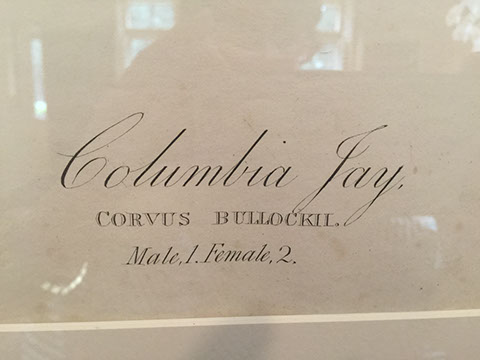 Columbia Jay.
CORVUS BULLOCKII.
Male, 1. Female, 2.